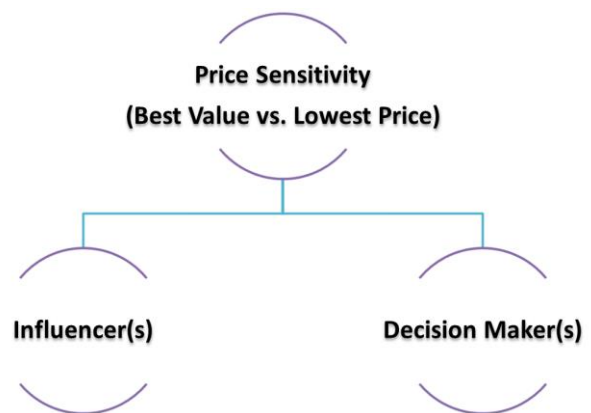 Price Sensitivity
(Best Value vs. Lowest Price)
Influencer(s)
Decision Maker(s)